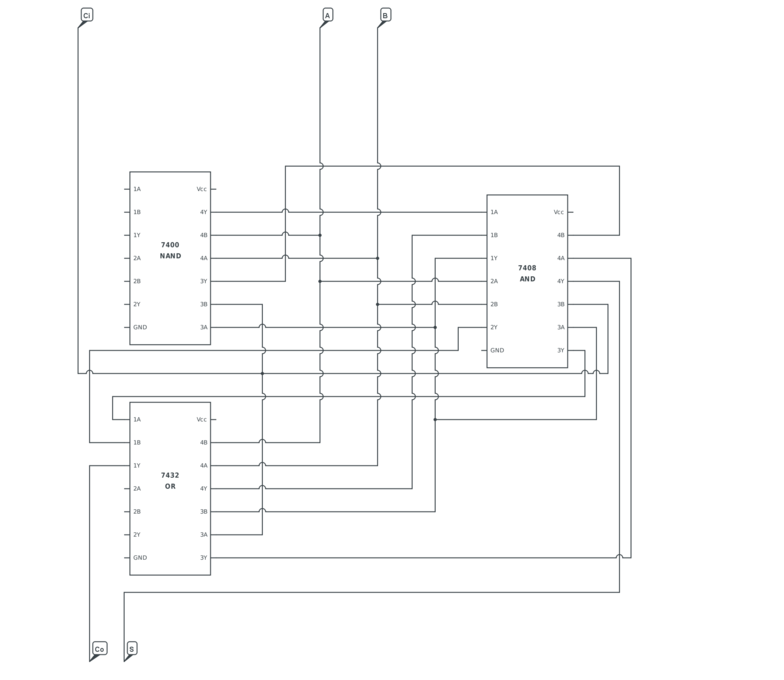 Ci
A
B
1A Vcc
1B 4Y
1Y 4B
7400
NAND
2A 4A
2B 3Y
2Y 3B
GND 3A
1A Vcc
1B 4B
1Y 4A
7408
AND
2A 4Y
2B 3B
2Y 3A
GND 3Y
1A Vcc
1B 4B
1Y 4A
7432
OR
2A 4Y
2B 3B
2Y 3A
GND 3Y
Co
S